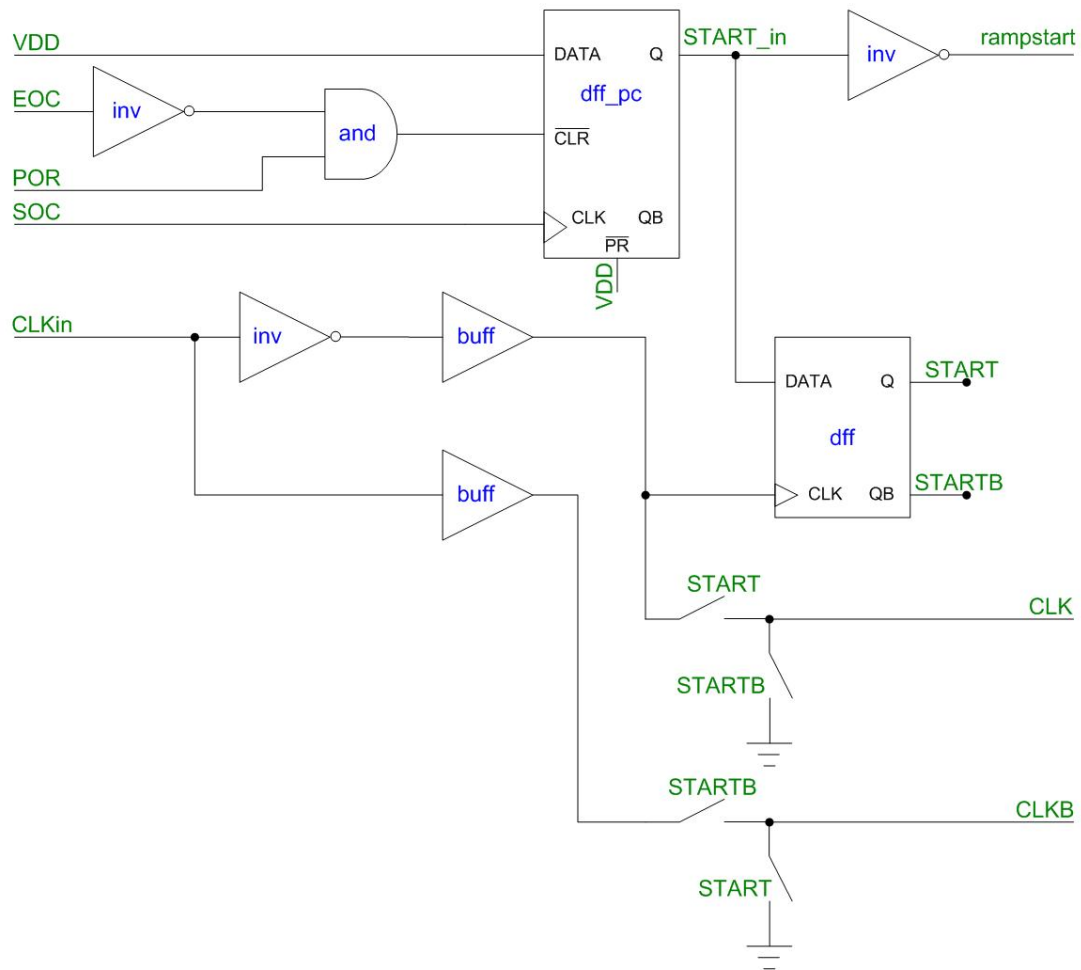 VDD
DATA
Q
START_in
inv
rampstart
EOC
inv
and
dff_pc
CLR
POR
SOC
CLK
QB
PR
VDD
CLKin
inv
buff
DATA
Q
START
dff
buff
CLK
QB
STARTB
START
CLK
STARTB
STARTB
CLKB
START